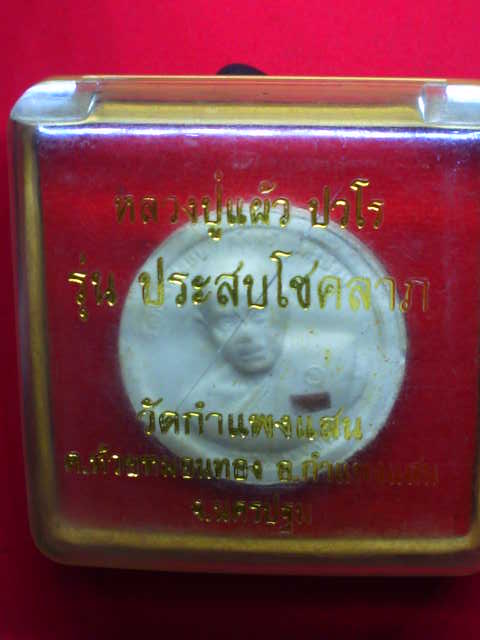 หลวงปู่แผ้ว ปวโร
รุ่น ประสบโชคลาภ
วัดกำแพงแสน
ต.ห้วยหมอนทอง อ.กำแพงแสน
จ.นครปฐม